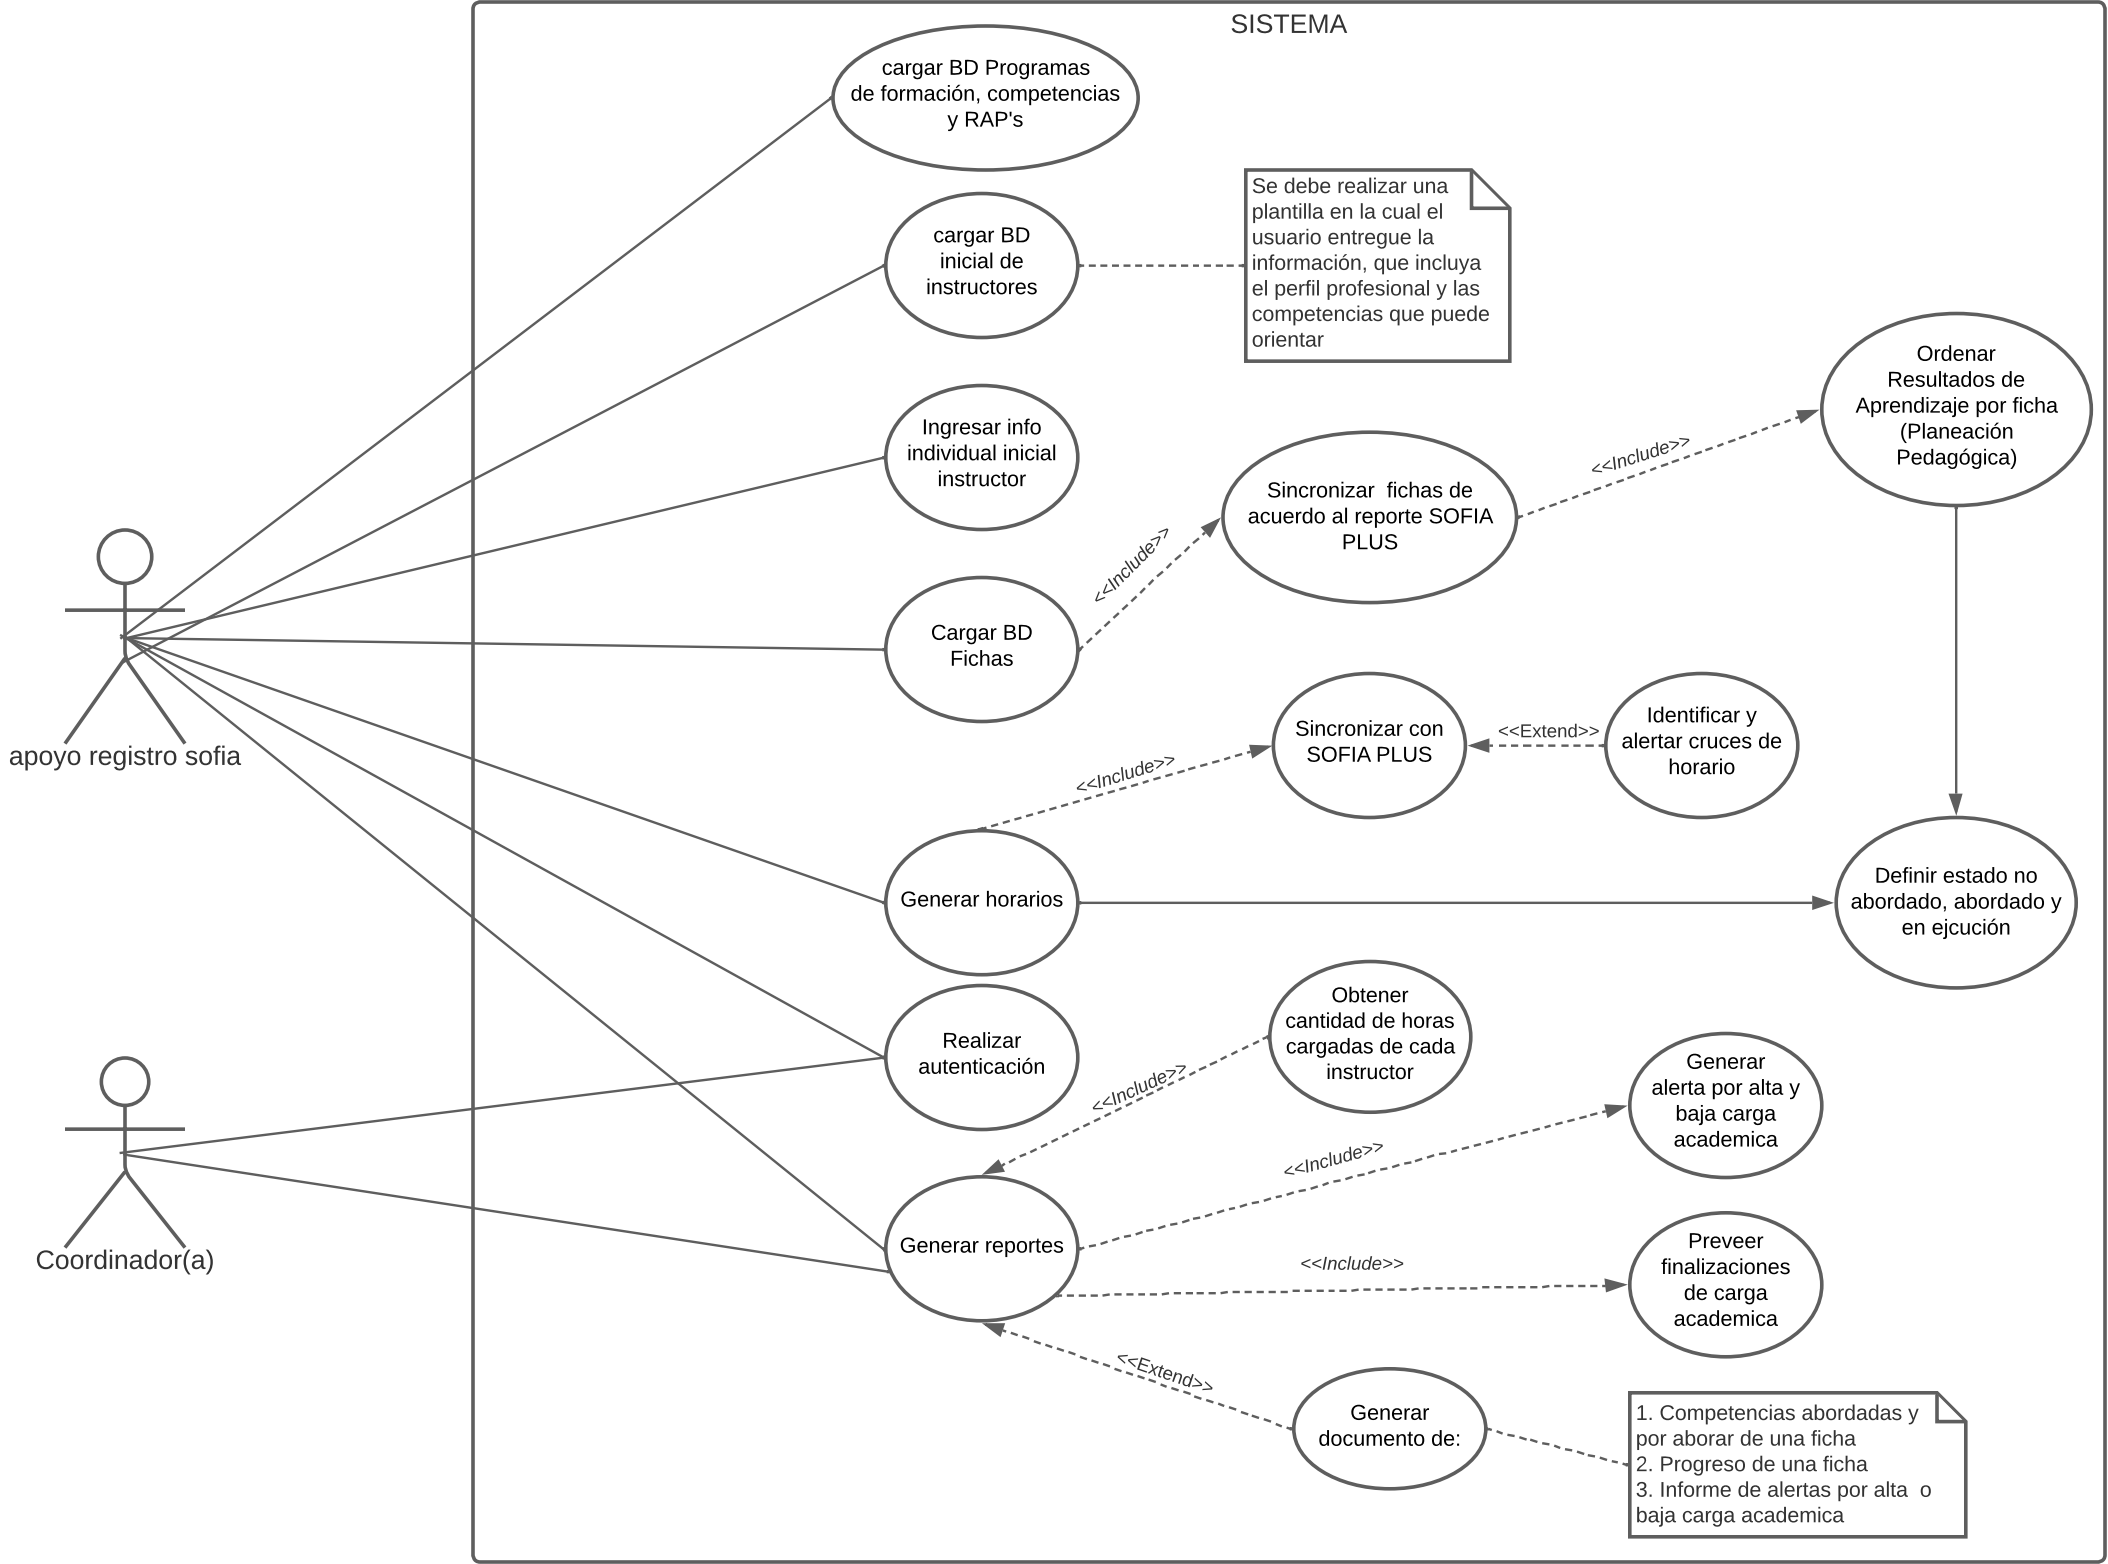 SISTEMA
cargar BD Programas
de formación, competencias
y RAP's
cargar BD
inicial de
instructores
Se debe realizar una
plantilla en la cual el
usuario entregue la
información, que incluya
el perfil profesional y las
competencias que puede
orientar
Ingresar info
individual inicial
instructor
Ordenar
Resultados de
Aprendizaje por ficha
(Planeación
Pedagógica)
<<Include>>
Sincronizar  fichas de
acuerdo al reporte SOFIA
PLUS
<<Include>>
Cargar BD
Fichas
apoyo registro sofia
Sincronizar con
SOFIA PLUS
<<Extend>>
Identificar y
alertar cruces de
horario
<<Include>>
Generar horarios
Definir estado no
abordado, abordado y
en ejcución
Realizar
autenticación
Obtener
cantidad de horas
cargadas de cada
instructor
<<Include>>
Generar
alerta por alta y
baja carga
academica
<<Include>>
Coordinador(a)
Generar reportes
<<Include>>
Preveer
finalizaciones
de carga
academica
<<Extend>>
Generar
documento de:
1. Competencias abordadas y
por aborar de una ficha
2. Progreso de una ficha
3. Informe de alertas por alta  o
baja carga academica